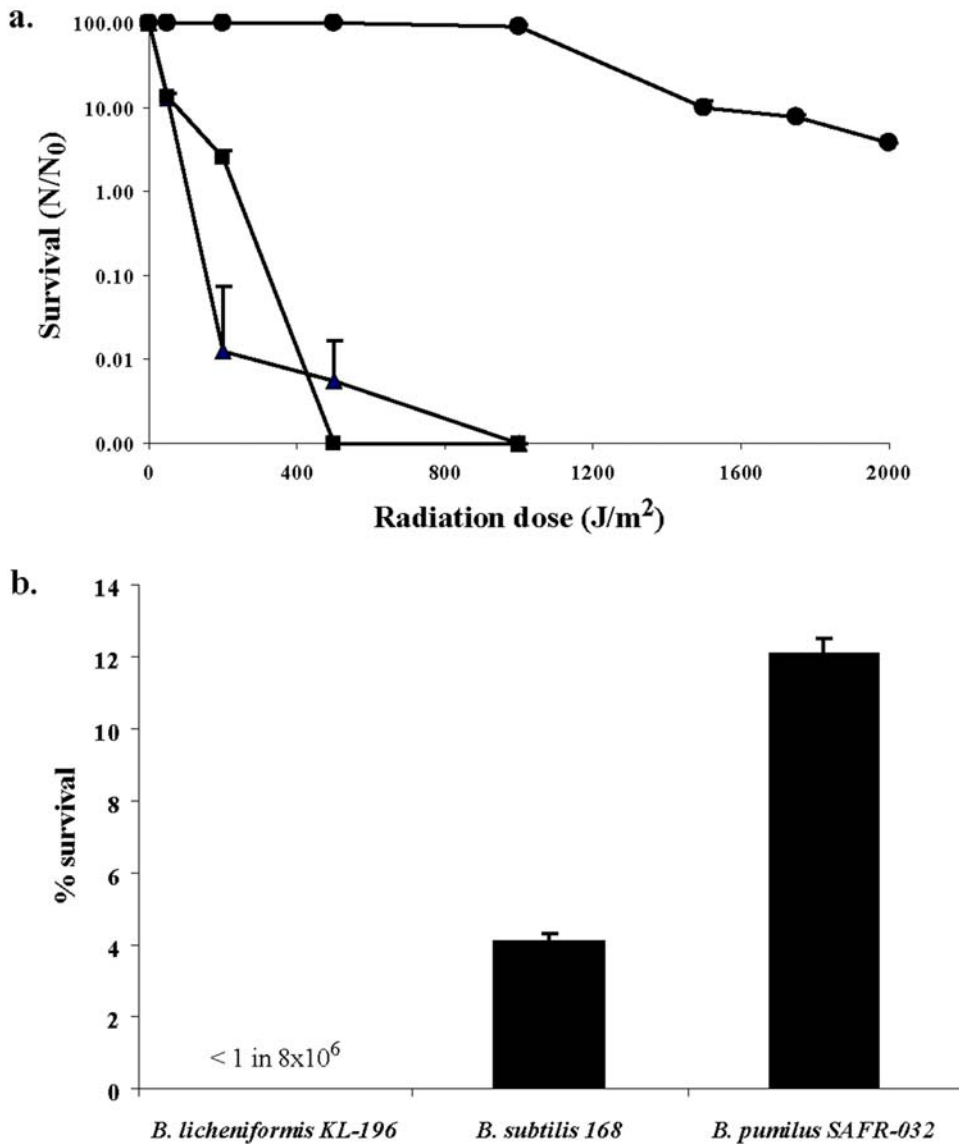 a.
Survival (N/N0)
100.00
10.00
1.00
0.10
0.01
0.00
0 400 800 1200 1600 2000
Radiation dose (J/m²)
b.
% survival
14
12
10
8
6
4
2
0
< 1 in 8x10⁶
B. licheniformis KL-196 B. subtilis 168 B. pumilus SAFR-032